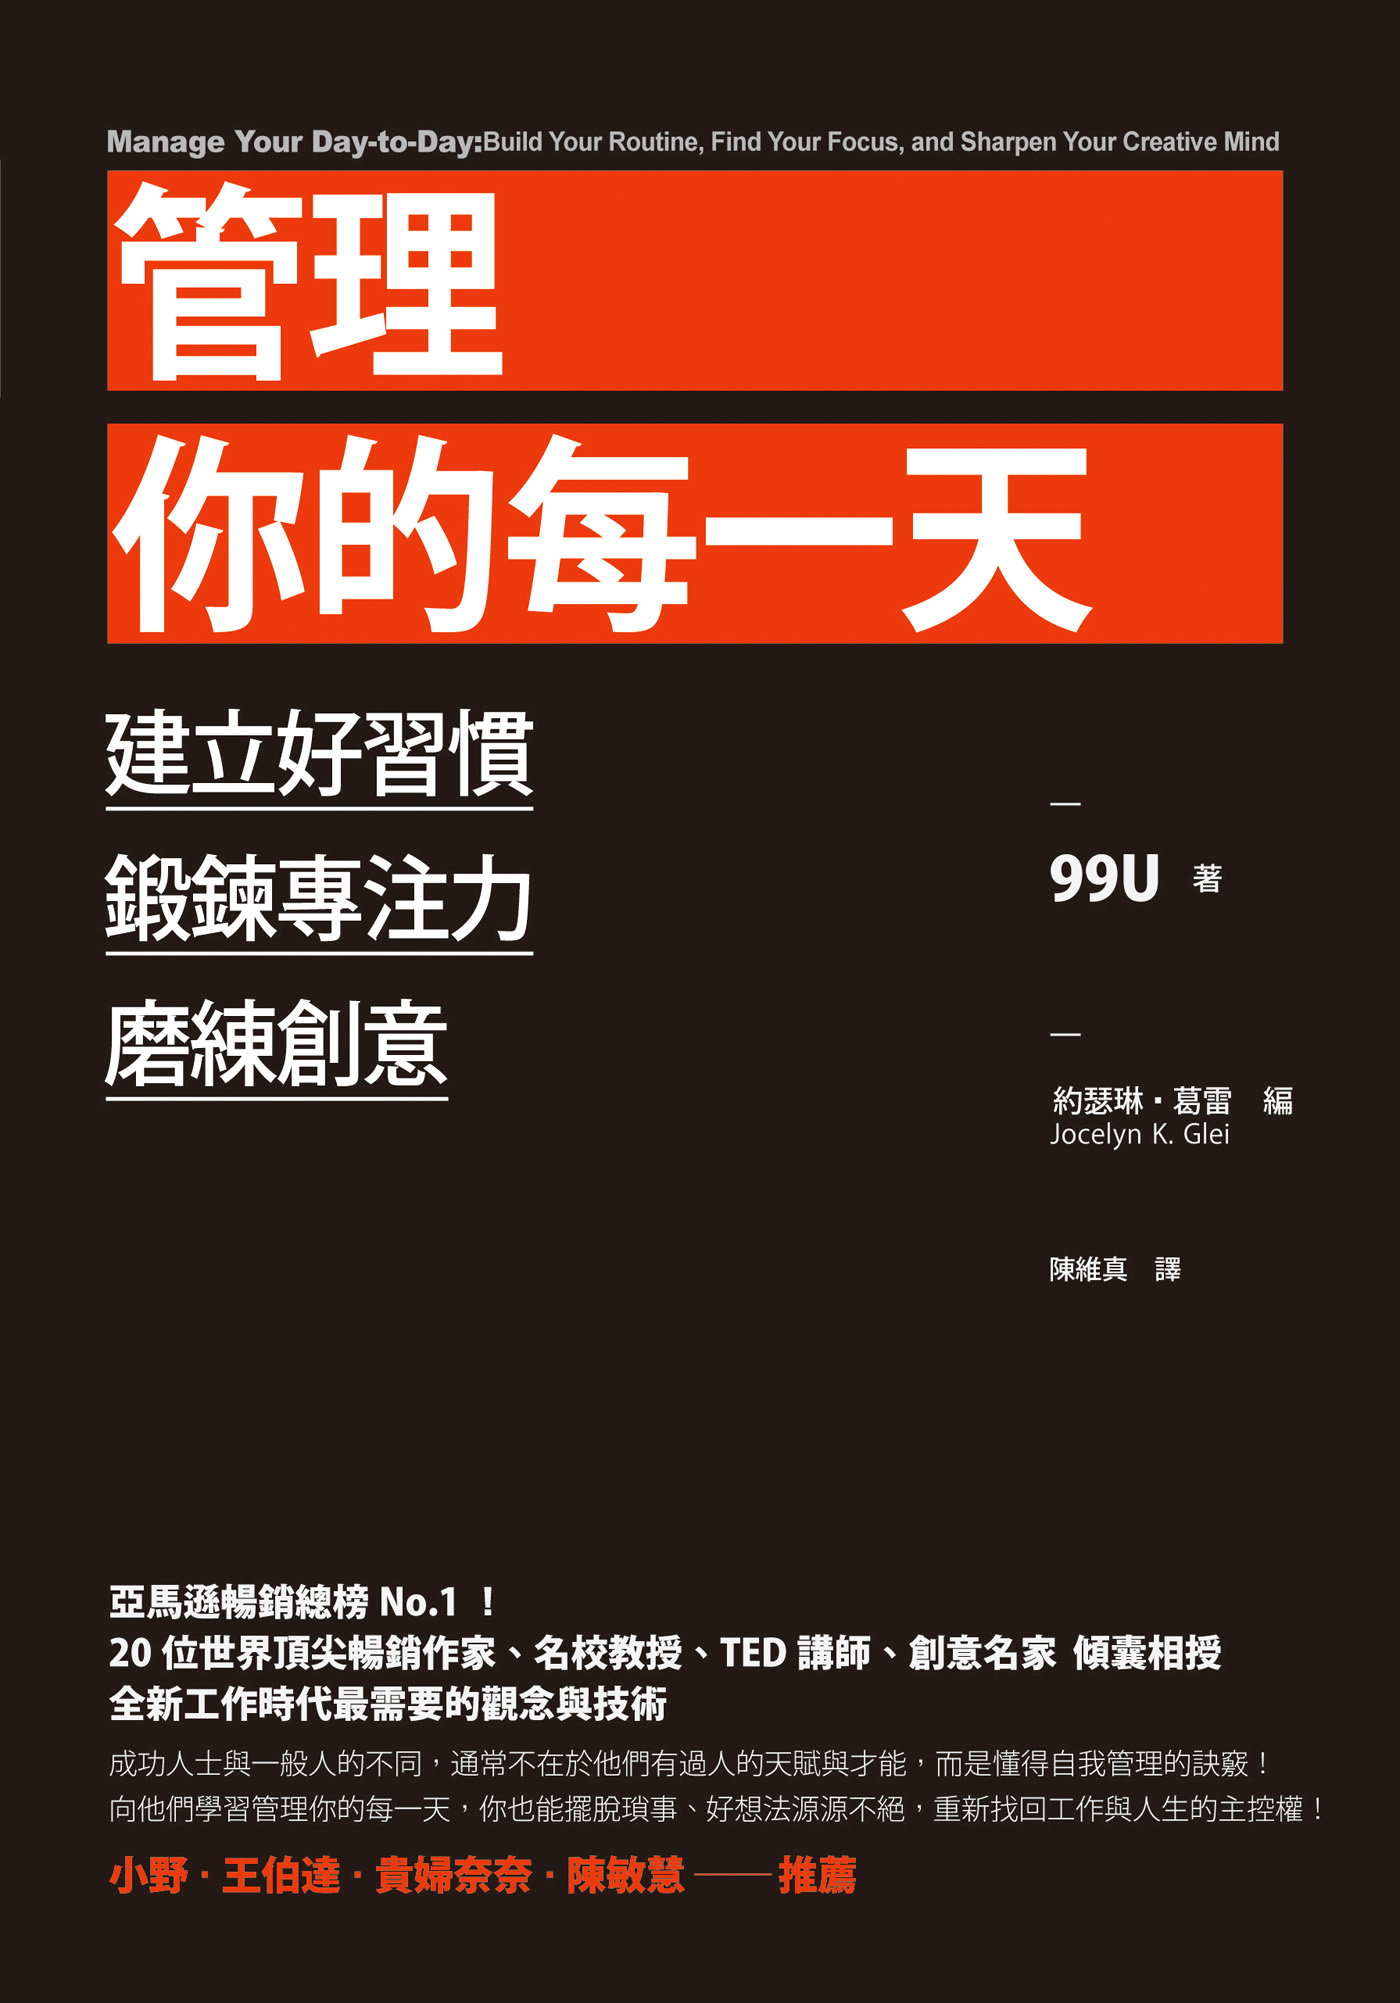 Manage Your Day-to-Day:Build Your Routine, Find Your Focus, and Sharpen Your Creative Mind
管理
你的每一天
建立好習慣
鍛鍊專注力
磨練創意
99U 著
約瑟琳·葛雷 編
Jocelyn K. Glei
陳維真 譯
亞馬遜暢銷總榜 No.1 !
20 位世界頂尖暢銷作家、名校教授、TED 講師、創意名家 傾囊相授
全新工作時代最需要的觀念與技術
成功人士與一般人的不同，通常不在於他們有過人的天賦與才能，而是懂得自我管理的訣竅！
向他們學習管理你的每一天，你也能擺脫瑣事、好想法源源不絕，重新找回工作與人生的主控權！
小野·王伯達·貴婦奈奈·陳敏慧——推薦